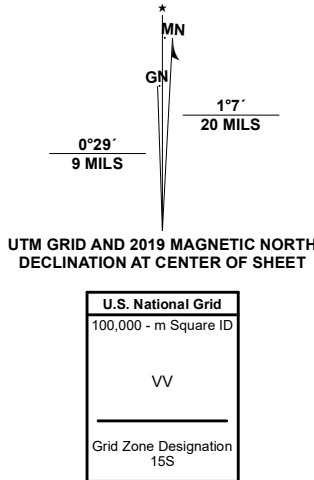 ★
MN
GN
1°7´
20 MILS
0°29´
9 MILS
UTM GRID AND 2019 MAGNETIC NORTH
DECLINATION AT CENTER OF SHEET
U.S. National Grid
100,000 - m Square ID
VV
Grid Zone Designation
15S